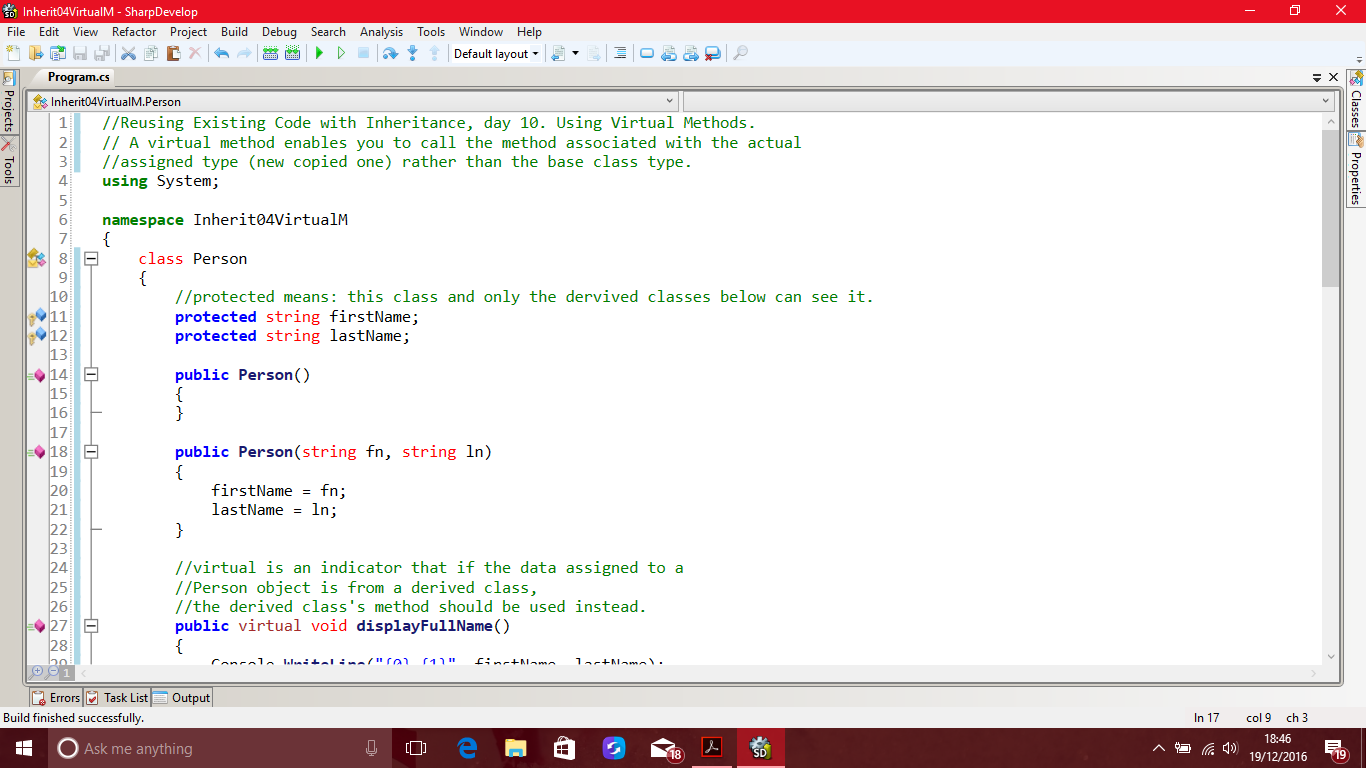 Inherit04VirtualM - SharpDevelop
File Edit View Refactor Project Build Debug Search Analysis Tools Window Help
Default layout
Program.cs
Inherit04VirtualM.Person
Projects
Tools
Classes
Properties
1 //Reusing Existing Code with Inheritance, day 10. Using Virtual Methods.
2 // A virtual method enables you to call the method associated with the actual
3 //assigned type (new copied one) rather than the base class type.
4 using System;
5
6 namespace Inherit04VirtualM
7 {
8 class Person
9 {
10 //protected means: this class and only the dervived classes below can see it.
11 protected string firstName;
12 protected string lastName;
13
14 public Person()
15 {
16 }
17
18 public Person(string fn, string ln)
19 {
20 firstName = fn;
21 lastName = ln;
22 }
23
24 //virtual is an indicator that if the data assigned to a
25 //Person object is from a derived class,
26 //the derived class's method should be used instead.
27 public virtual void displayFullName()
28 {
29 Console.WriteLine("{0} {1}", firstName, lastName);
1
Errors Task List Output
Build finished successfully.
ln 17 col 9 ch 3
Ask me anything
18
SD
18:46
19/12/2016
19